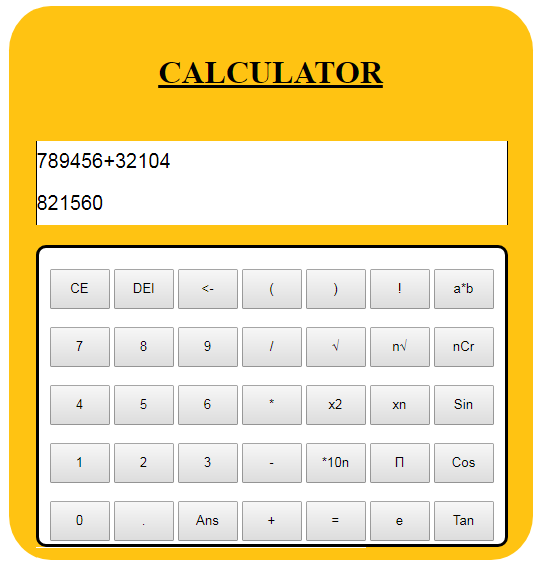 CALCULATOR
789456+32104
821560
CE DEl <- ( ) ! a*b
7 8 9 / √ n√ nCr
4 5 6 * x2 xn Sin
1 2 3 - *10n Π Cos
0 . Ans + = e Tan